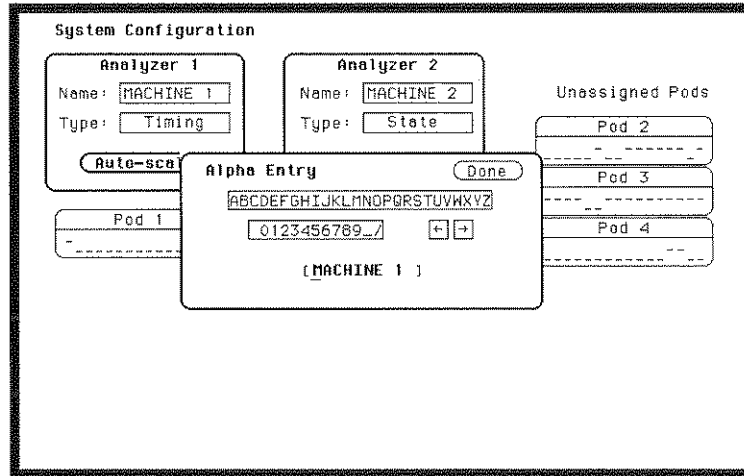 System Configuration
Analyzer 1
Name: MACHINE 1
Type: Timing
Auto-scal
Analyzer 2
Name: MACHINE 2
Type: State
Unassigned Pods
Pod 2
Pod 3
Pod 4
Pod 1
Alpha Entry
Done
ABCDEFGHIJKLMNOPQRSTUVWXYZ
0123456789_/
← →
[MACHINE 1 ]